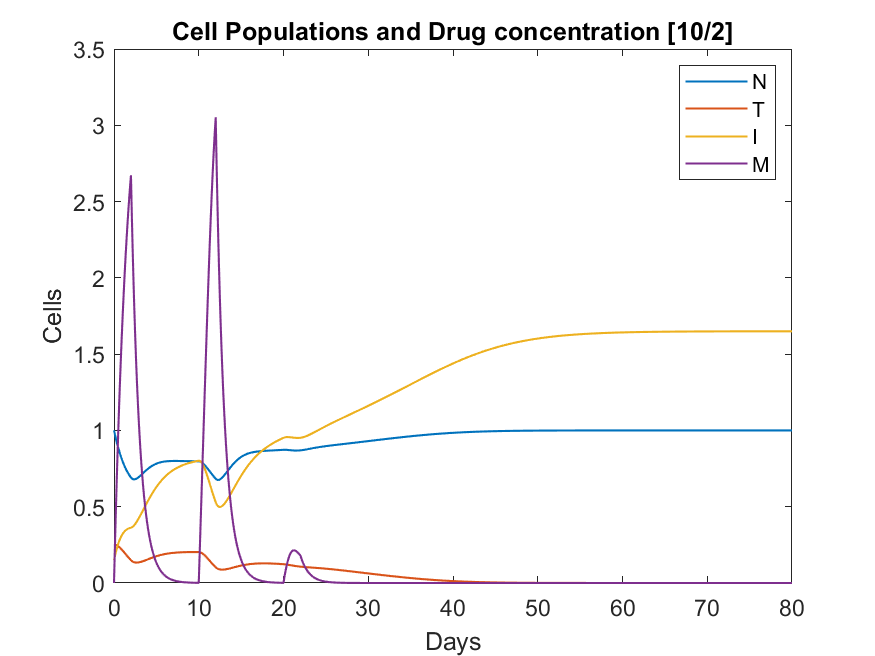 Cell Populations and Drug concentration [10/2]
3.5
3
2.5
2
1.5
1
0.5
0
Cells
N
T
I
M
0 10 20 30 40 50 60 70 80
Days